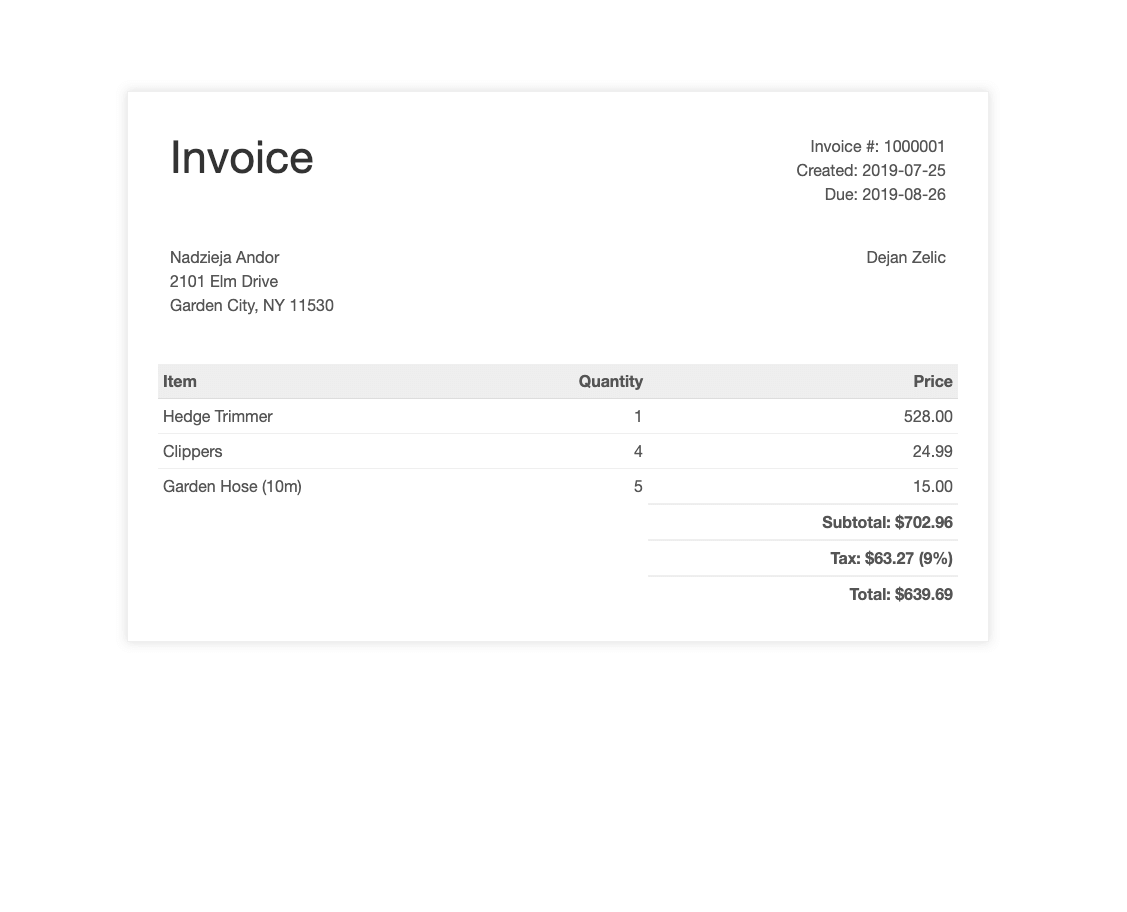 Invoice
Invoice #: 1000001
Created: 2019-07-25
Due: 2019-08-26
Nadzieja Andor
2101 Elm Drive
Garden City, NY 11530
Dejan Zelic
Item Quantity Price
Hedge Trimmer 1 528.00
Clippers 4 24.99
Garden Hose (10m) 5 15.00
Subtotal: $702.96
Tax: $63.27 (9%)
Total: $639.69